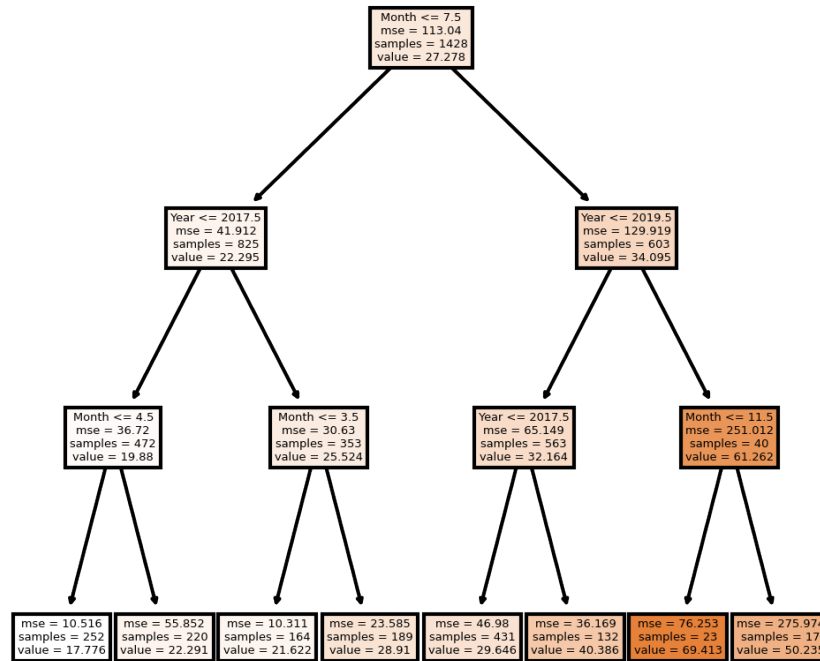 Month <= 7.5
mse = 113.04
samples = 1428
value = 27.278
Year <= 2017.5
mse = 41.912
samples = 825
value = 22.295
Year <= 2019.5
mse = 129.919
samples = 603
value = 34.095
Month <= 4.5
mse = 36.72
samples = 472
value = 19.88
Month <= 3.5
mse = 30.63
samples = 353
value = 25.524
Year <= 2017.5
mse = 65.149
samples = 563
value = 32.164
Month <= 11.5
mse = 251.012
samples = 40
value = 61.262
mse = 10.516
samples = 252
value = 17.776
mse = 55.852
samples = 220
value = 22.291
mse = 10.311
samples = 164
value = 21.622
mse = 23.585
samples = 189
value = 28.91
mse = 46.98
samples = 431
value = 29.646
mse = 36.169
samples = 132
value = 40.386
mse = 76.253
samples = 23
value = 69.413
mse = 275.974
samples = 17
value = 50.235